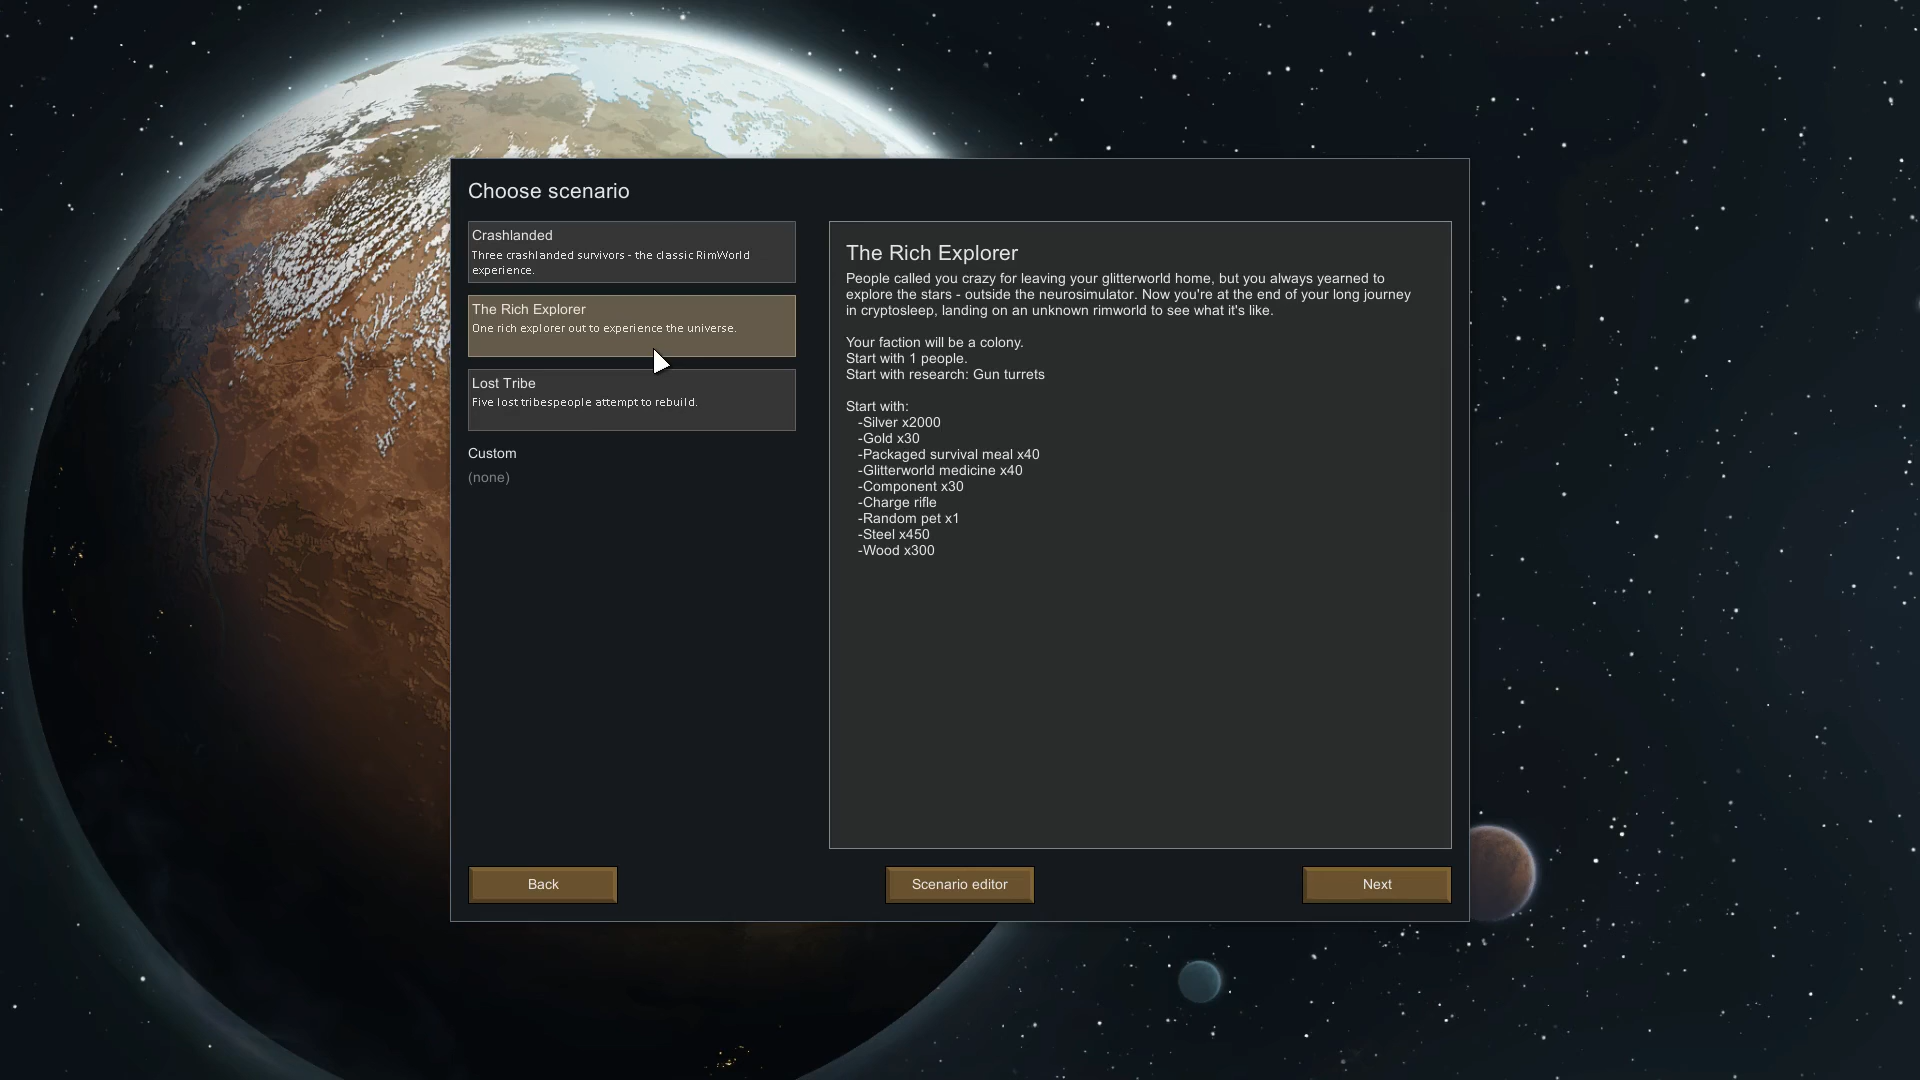 Choose scenario
Crashlanded
Three crashlanded survivors - the classic RimWorld
experience.
The Rich Explorer
One rich explorer out to experience the universe.
Lost Tribe
Five lost tribespeople attempt to rebuild.
Custom
(none)
The Rich Explorer
People called you crazy for leaving your glitterworld home, but you always yearned to
explore the stars - outside the neurosimulator. Now you're at the end of your long journey
in cryptosleep, landing on an unknown rimworld to see what it's like.
Your faction will be a colony.
Start with 1 people.
Start with research: Gun turrets
Start with:
-Silver x2000
-Gold x30
-Packaged survival meal x40
-Glitterworld medicine x40
-Component x30
-Charge rifle
-Random pet x1
-Steel x450
-Wood x300
Back
Scenario editor
Next